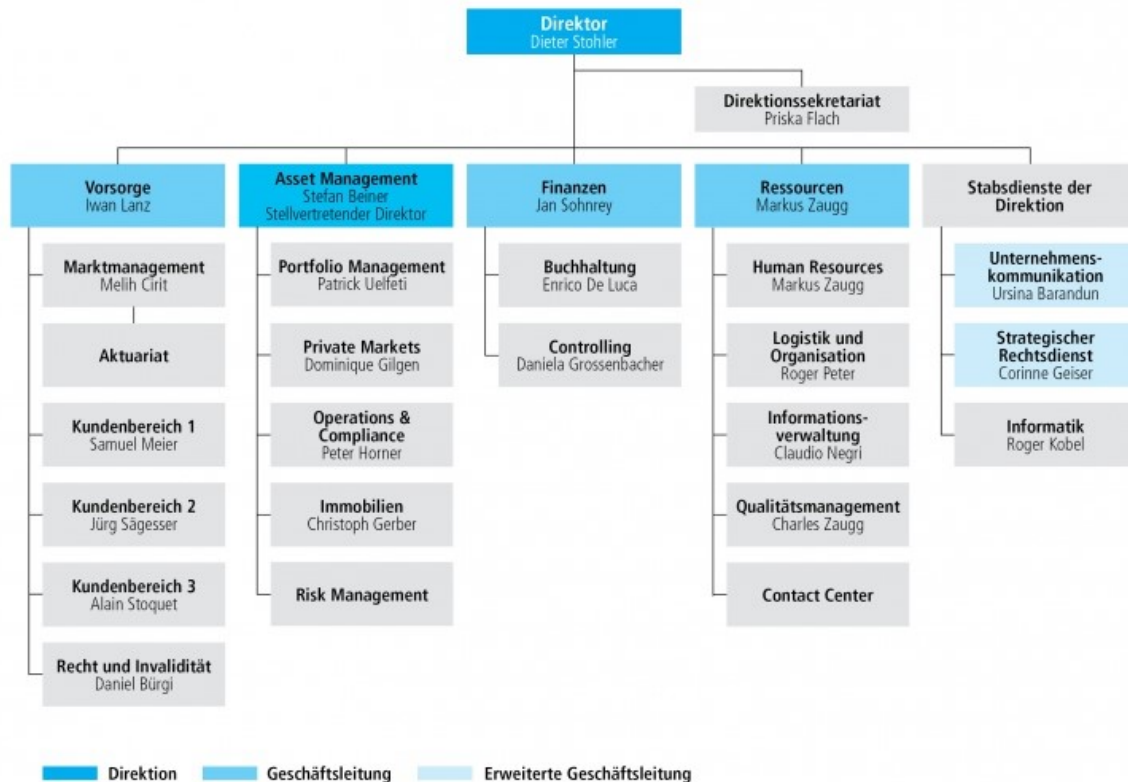 Direktor
Dieter Stohler
Direktionssekretariat
Priska Flach
Vorsorge
Iwan Lanz
Asset Management
Stefan Beiner
Stellvertretender Direktor
Finanzen
Jan Sohnrey
Ressourcen
Markus Zaugg
Stabsdienste der
Direktion
Marktmanagement
Melih Cirit
Aktuariat
Kundenbereich 1
Samuel Meier
Kundenbereich 2
Jürg Sägesser
Kundenbereich 3
Alain Stoquet
Recht und Invalidität
Daniel Bürgi
Portfolio Management
Patrick Uelfeti
Private Markets
Dominique Gilgen
Operations &
Compliance
Peter Horner
Immobilien
Christoph Gerber
Risk Management
Buchhaltung
Enrico De Luca
Controlling
Daniela Grossenbacher
Human Resources
Markus Zaugg
Logistik und
Organisation
Roger Peter
Informations-
verwaltung
Claudio Negri
Qualitätsmanagement
Charles Zaugg
Contact Center
Unternehmens-
kommunikation
Ursina Barandun
Strategischer
Rechtsdienst
Corinne Geiser
Informatik
Roger Kobel
Direktion
Geschäftsleitung
Erweiterte Geschäftsleitung